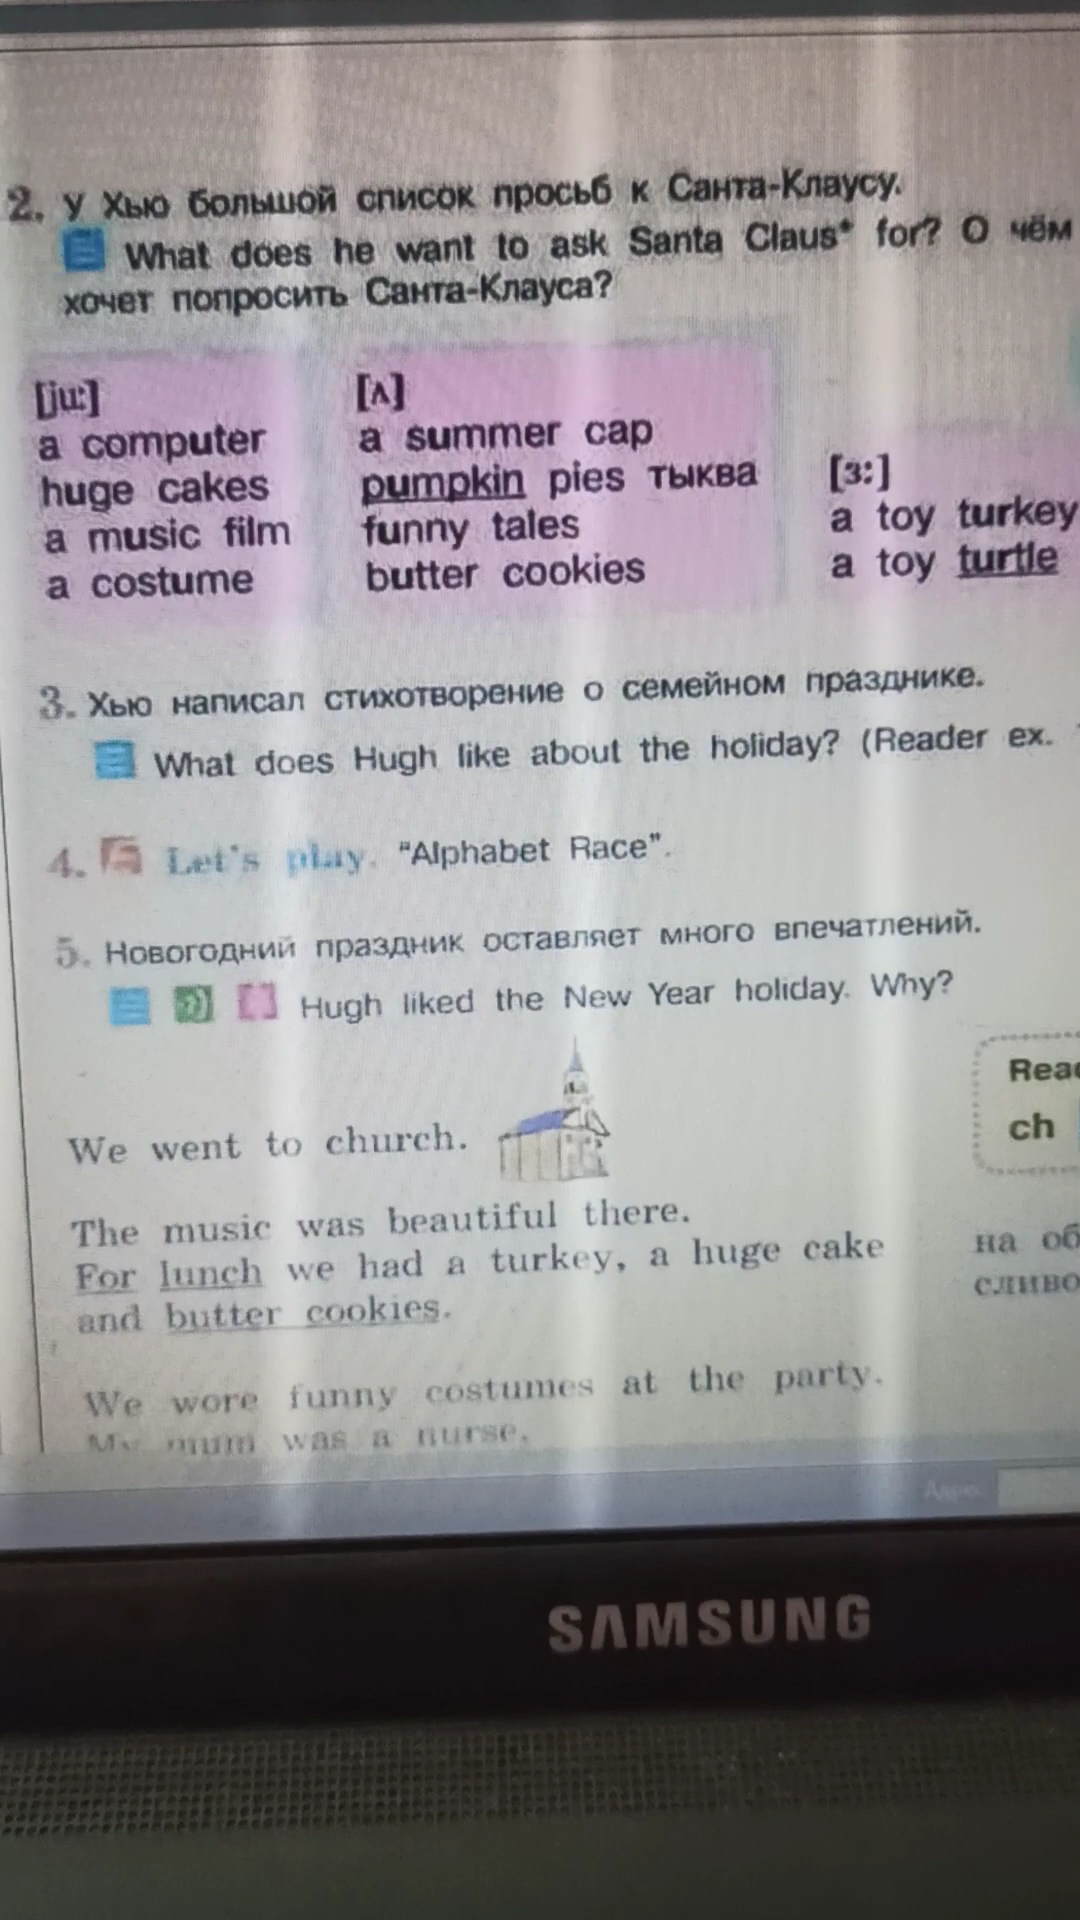 2. У Хью большой список просьб к Санта-Клаусу.
What does he want to ask Santa Claus* for? О чём
хочет попросить Санта-Клауса?
[ju:]
a computer
huge cakes
a music film
a costume
[ʌ]
a summer cap
pumpkin pies тыква
funny tales
butter cookies
[ɜ:]
a toy turkey
a toy turtle
3. Хью написал стихотворение о семейном празднике.
What does Hugh like about the holiday? (Reader ex.
4. Let's play. "Alphabet Race".
5. Новогодний праздник оставляет много впечатлений.
Hugh liked the New Year holiday. Why?
We went to church.
ch
The music was beautiful there.
For lunch we had a turkey, a huge cake
and butter cookies.
на
We wore funny costumes at the party.
My mum was a nurse.
SAMSUNG